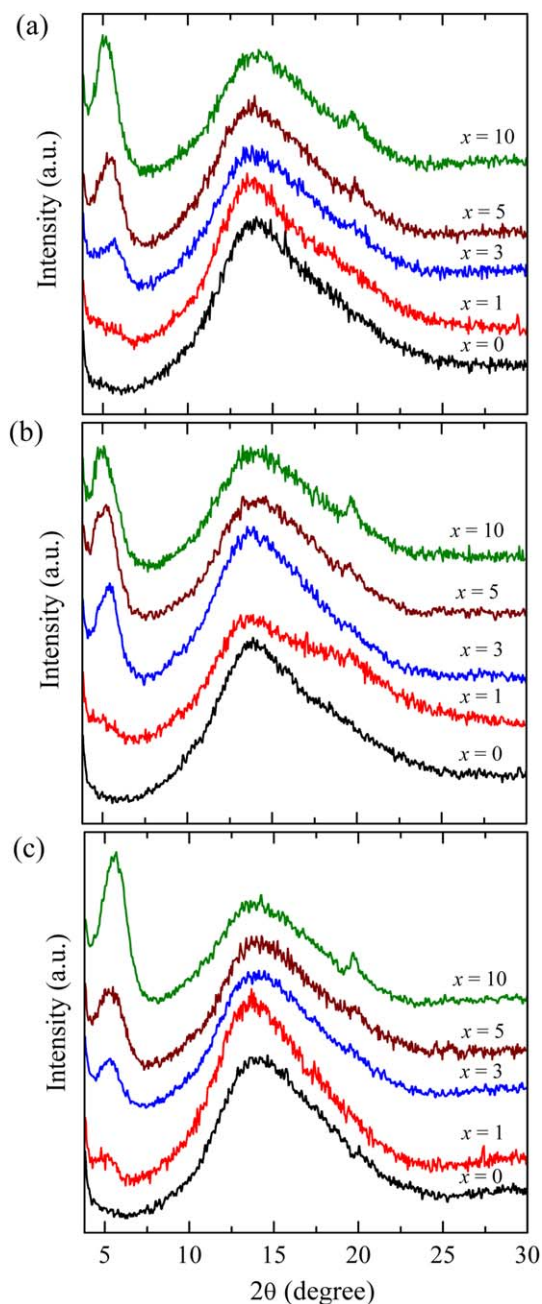 (a)
Intensity (a.u.)
x = 10
x = 5
x = 3
x = 1
x = 0
(b)
Intensity (a.u.)
x = 10
x = 5
x = 3
x = 1
x = 0
(c)
Intensity (a.u.)
x = 10
x = 5
x = 3
x = 1
x = 0
5 10 15 20 25 30
2θ (degree)